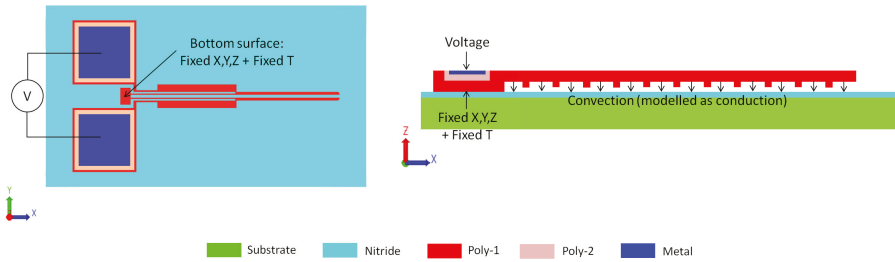 Bottom surface:
Fixed X,Y,Z + Fixed T
V
Y
X
Voltage
Convection (modelled as conduction)
Fixed X,Y,Z
+ Fixed T
Z
X
Substrate
Nitride
Poly-1
Poly-2
Metal